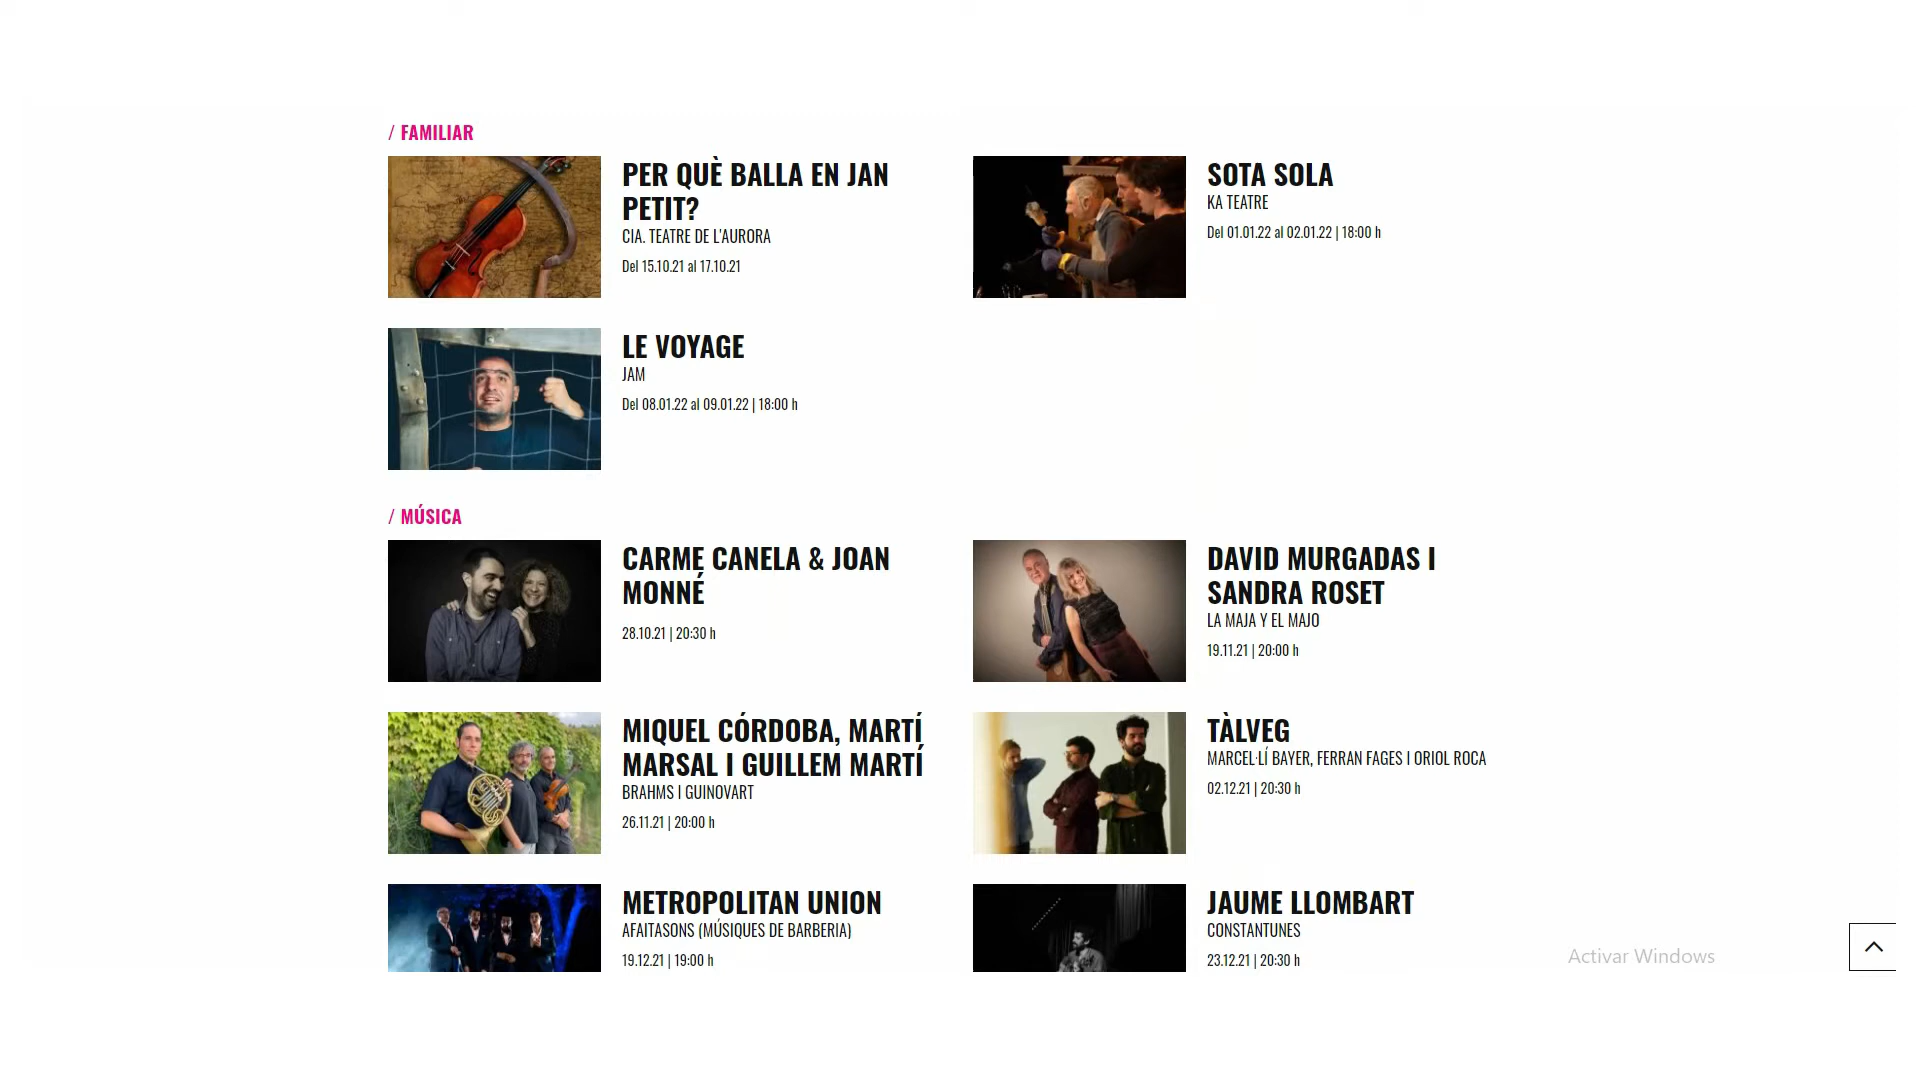 / FAMILIAR
PER QUÈ BALLA EN JAN
PETIT?
CIA. TEATRE DE L'AURORA
Del 15.10.21 al 17.10.21
SOTA SOLA
KA TEATRE
Del 01.01.22 al 02.01.22 | 18:00 h
LE VOYAGE
JAM
Del 08.01.22 al 09.01.22 | 18:00 h
/ MÚSICA
CARME CANELA & JOAN
MONNÉ
28.10.21 | 20:30 h
DAVID MURGADAS I
SANDRA ROSET
LA MAJA Y EL MAJO
19.11.21 | 20:00 h
MIQUEL CÓRDOBA, MARTÍ
MARSAL I GUILLEM MARTÍ
BRAHMS I GUINOVART
26.11.21 | 20:00 h
TÀLVEG
MARCEL·LÍ BAYER, FERRAN FAGES I ORIOL ROCA
02.12.21 | 20:30 h
METROPOLITAN UNION
AFAITASONS (MÚSIQUES DE BARBERIA)
19.12.21 | 19:00 h
JAUME LLOMBART
CONSTANTUNES
23.12.21 | 20:30 h
Activar Windows